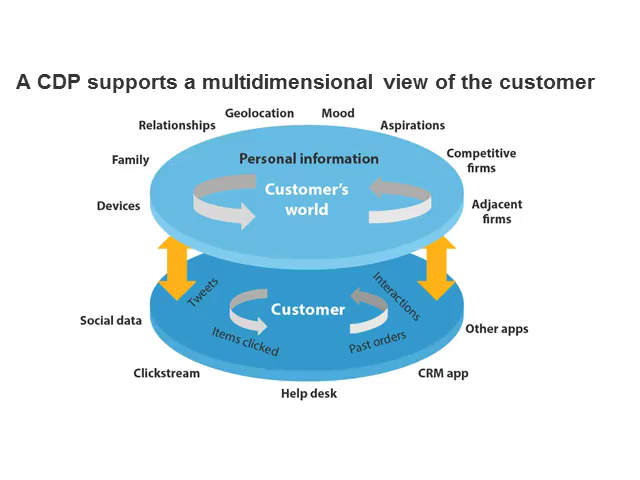 A CDP supports a multidimensional view of the customer
Geolocation
Mood
Relationships
Aspirations
Family
Personal information
Competitive
firms
Devices
Customer's
world
Adjacent
firms
Tweets
Interactions
Customer
Social data
Items clicked
Past orders
Other apps
Clickstream
CRM app
Help desk